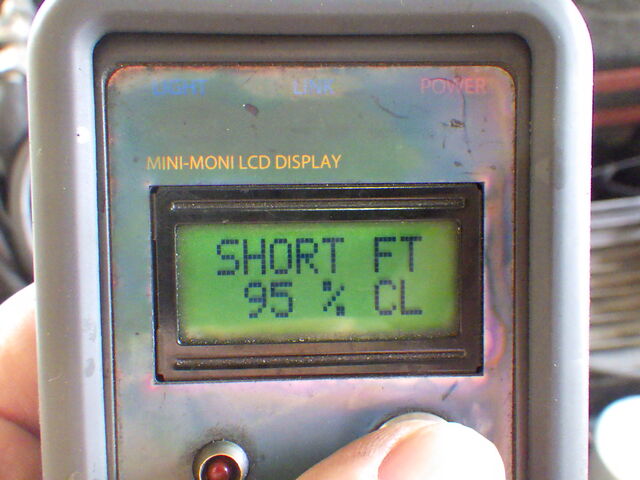 LIGHT LINK POWER
MINI-MONI LCD DISPLAY
SHORT FT
95 % CL